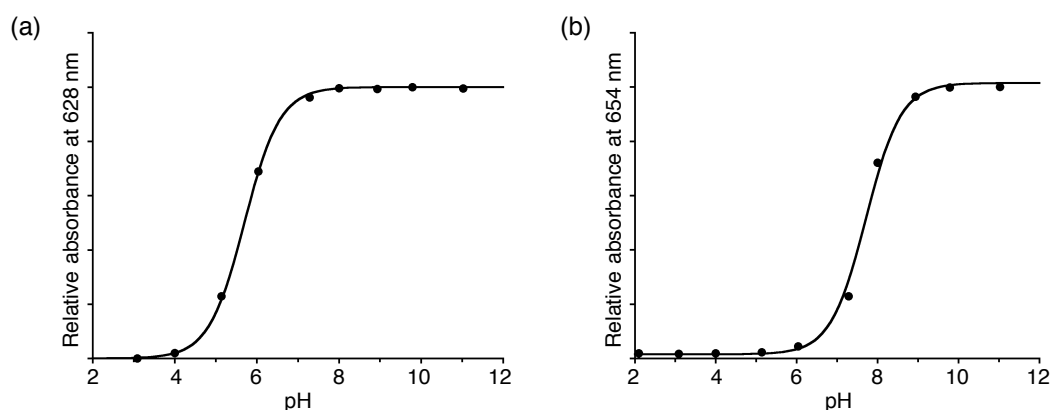 (a)
Relative absorbance at 628 nm
2 4 6 8 10 12
pH
(b)
Relative absorbance at 654 nm
2 4 6 8 10 12
pH